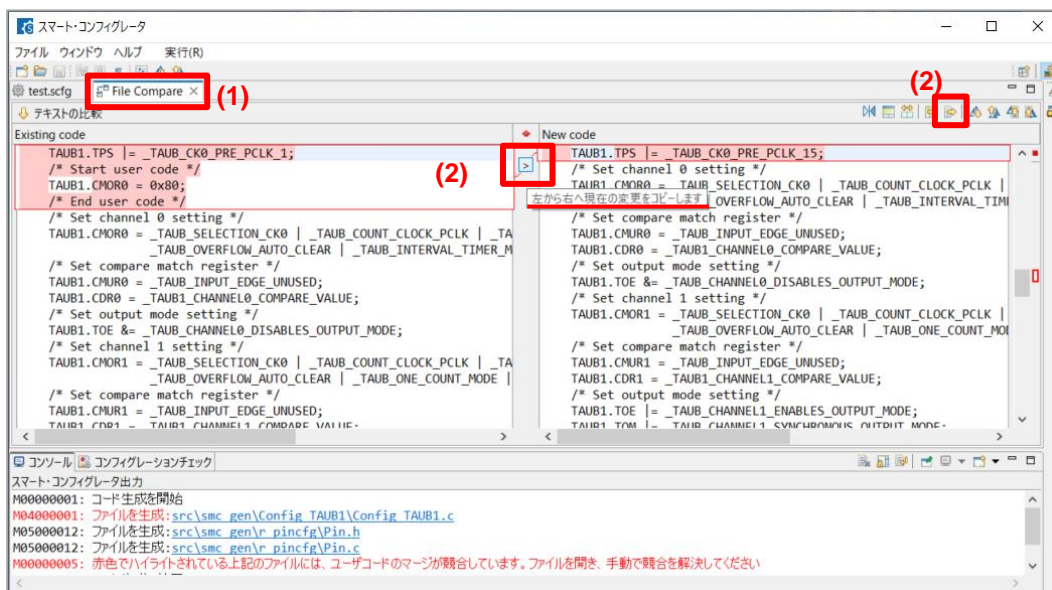 スマート・コンフィグレータ
ファイル ウィンドウ ヘルプ 実行(R)
test.scfg File Compare (1)
(2)
テキストの比較
Existing code New code
TAUB1.TPS |= _TAUB_CK0_PRE_PCLK_1;
/* Start user code */
TAUB1.CMOR0 = 0x80;
/* End user code */
/* Set channel 0 setting */
TAUB1.CMOR0 = _TAUB_SELECTION_CK0 | _TAUB_COUNT_CLOCK_PCLK | _TA
_TAUB_OVERFLOW_AUTO_CLEAR | _TAUB_INTERVAL_TIMER_M
/* Set compare match register */
TAUB1.CMUR0 = _TAUB_INPUT_EDGE_UNUSED;
TAUB1.CDR0 = _TAUB1_CHANNEL0_COMPARE_VALUE;
/* Set output mode setting */
TAUB1.TOE &= _TAUB_CHANNEL0_DISABLES_OUTPUT_MODE;
/* Set channel 1 setting */
TAUB1.CMOR1 = _TAUB_SELECTION_CK0 | _TAUB_COUNT_CLOCK_PCLK | _TA
_TAUB_OVERFLOW_AUTO_CLEAR | _TAUB_ONE_COUNT_MODE |
/* Set compare match register */
TAUB1.CMUR1 = _TAUB_INPUT_EDGE_UNUSED;
TAUB1.CDR1 = _TAUB1_CHANNEL1_COMPARE_VALUE;
(2)
>
左から右へ現在の変更をコピーします
TAUB1.TPS |= _TAUB_CK0_PRE_PCLK_15;
/* Set channel 0 setting */
TAUB1.CMOR0 = _TAUB_SELECTION_CK0 | _TAUB_COUNT_CLOCK_PCLK |
_OVERFLOW_AUTO_CLEAR | _TAUB_INTERVAL_TIM
/* Set compare match register */
TAUB1.CMUR0 = _TAUB_INPUT_EDGE_UNUSED;
TAUB1.CDR0 = _TAUB1_CHANNEL0_COMPARE_VALUE;
/* Set output mode setting */
TAUB1.TOE &= _TAUB_CHANNEL0_DISABLES_OUTPUT_MODE;
/* Set channel 1 setting */
TAUB1.CMOR1 = _TAUB_SELECTION_CK0 | _TAUB_COUNT_CLOCK_PCLK |
_TAUB_OVERFLOW_AUTO_CLEAR | _TAUB_ONE_COUNT_MOD
/* Set compare match register */
TAUB1.CMUR1 = _TAUB_INPUT_EDGE_UNUSED;
TAUB1.CDR1 = _TAUB1_CHANNEL1_COMPARE_VALUE;
/* Set output mode setting */
TAUB1.TOE |= _TAUB_CHANNEL1_ENABLES_OUTPUT_MODE;
TAUB1.TOM |= _TAUB_CHANNEL1_SYNCHRONOUS_OUTPUT_MODE;
コンソール コンフィグレーションチェック
スマート・コンフィグレータ出力
M00000001: コード生成を開始
M04000001: ファイルを生成:src\smc_gen\Config_TAUB1\Config_TAUB1.c
M05000012: ファイルを生成:src\smc_gen\r_pincfg\Pin.h
M05000012: ファイルを生成:src\smc_gen\r_pincfg\Pin.c
M00000005: 赤色でハイライトされている上記のファイルには、ユーザコードのマージが競合しています。ファイルを開き、手動で競合を解決してください